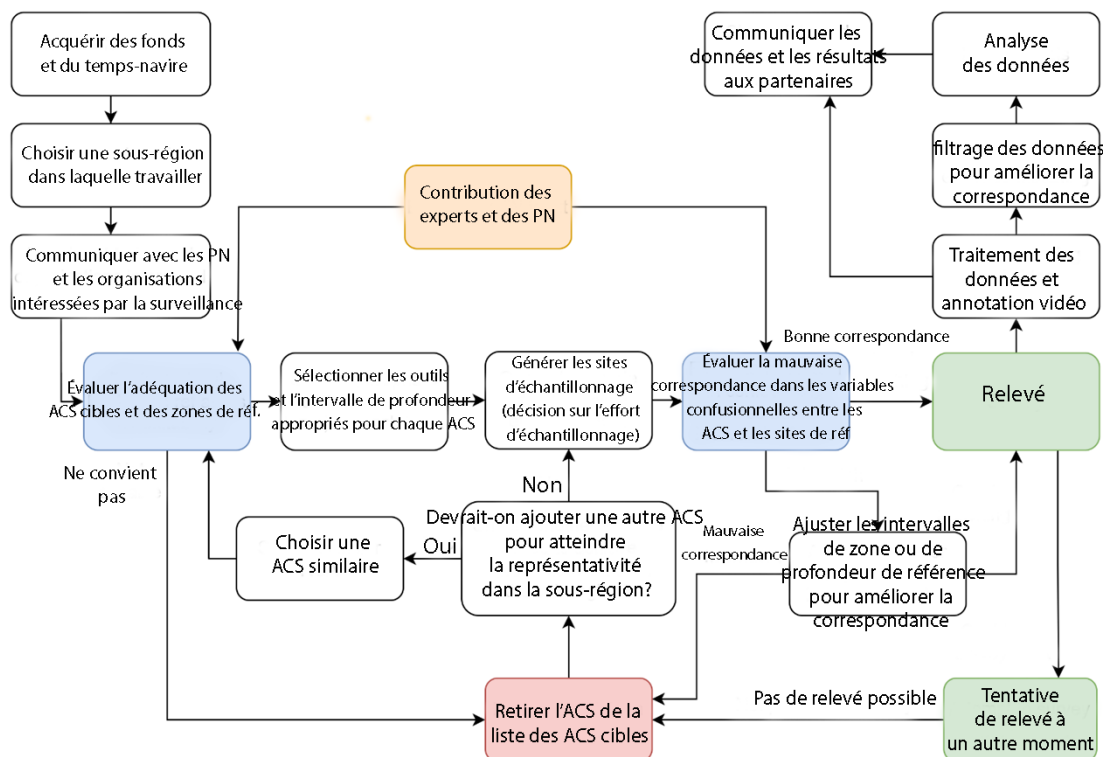 Acquérir des fonds
et du temps-navire
Choisir une sous-région
dans laquelle travailler
Communiquer avec les PN
et les organisations
intéressées par la surveillance
Contribution des
experts et des PN
Communiquer les
données et les résultats
aux partenaires
Analyse
des données
filtrage des données
pour améliorer la
correspondance
Traitement des
données et
annotation vidéo
Évaluer l'adéquation des
ACS cibles et des zones de réf.
Sélectionner les outils
et l'intervalle de profondeur
appropriés pour chaque ACS
Générer les sites
d'échantillonnage
(décision sur l'effort
d'échantillonnage)
Évaluer la mauvaise
correspondance dans les variables
confusionnelles entre les
ACS et les sites de réf
Bonne correspondance
Relevé
Ne convient
pas
Choisir une
ACS similaire
Oui
Non
Devrait-on ajouter une autre ACS
pour atteindre
la représentativité
dans la sous-région?
Mauvaise
correspondance
Ajuster les intervalles
de zone ou de
profondeur de référence
pour améliorer la
correspondance
Retirer l'ACS de la
liste des ACS cibles
Pas de relevé possible
Tentative
de relevé à
un autre moment